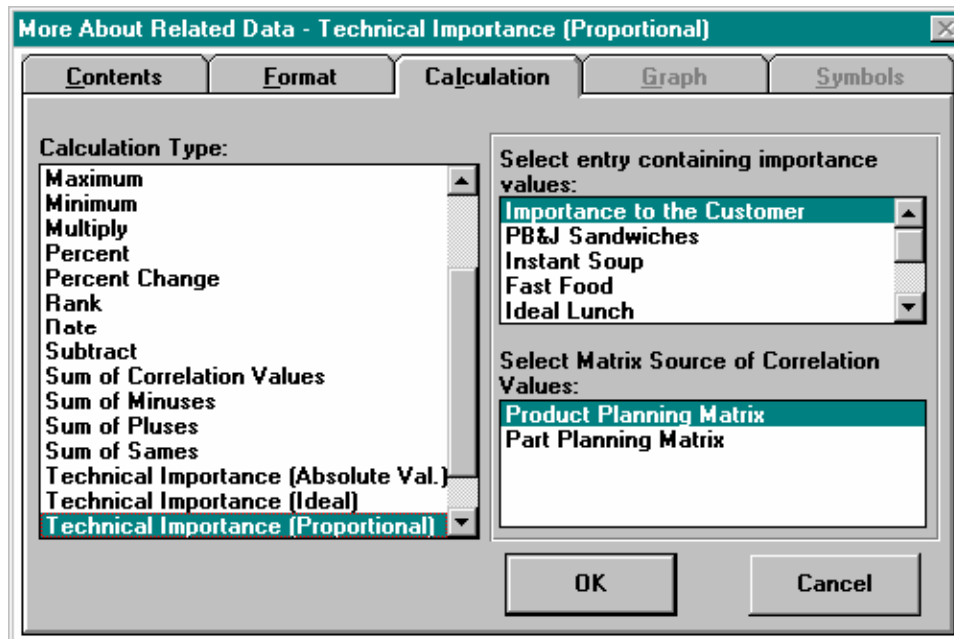 More About Related Data - Technical Importance (Proportional)
Contents
Format
Calculation
Graph
Symbols
Calculation Type:
Maximum
Minimum
Multiply
Percent
Percent Change
Rank
Subtract
Sum of Correlation Values
Sum of Minuses
Sum of Pluses
Sum of Sames
Technical Importance (Absolute Val.)
Technical Importance (Ideal)
Technical Importance (Proportional)
Select entry containing importance
values:
Importance to the Customer
PB&J Sandwiches
Instant Soup
Fast Food
Ideal Lunch
Select Matrix Source of Correlation
Values:
Product Planning Matrix
Part Planning Matrix
OK
Cancel